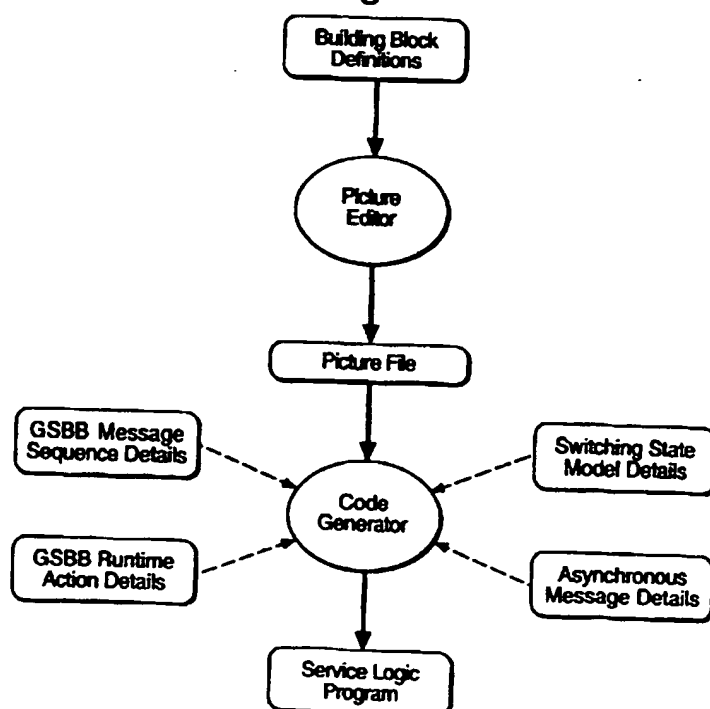 Building Block
Definitions
Picture
Editor
Picture File
GSBB Message
Sequence Details
Switching State
Model Details
Code
Generator
GSBB Runtime
Action Details
Asynchronous
Message Details
Service Logic
Program